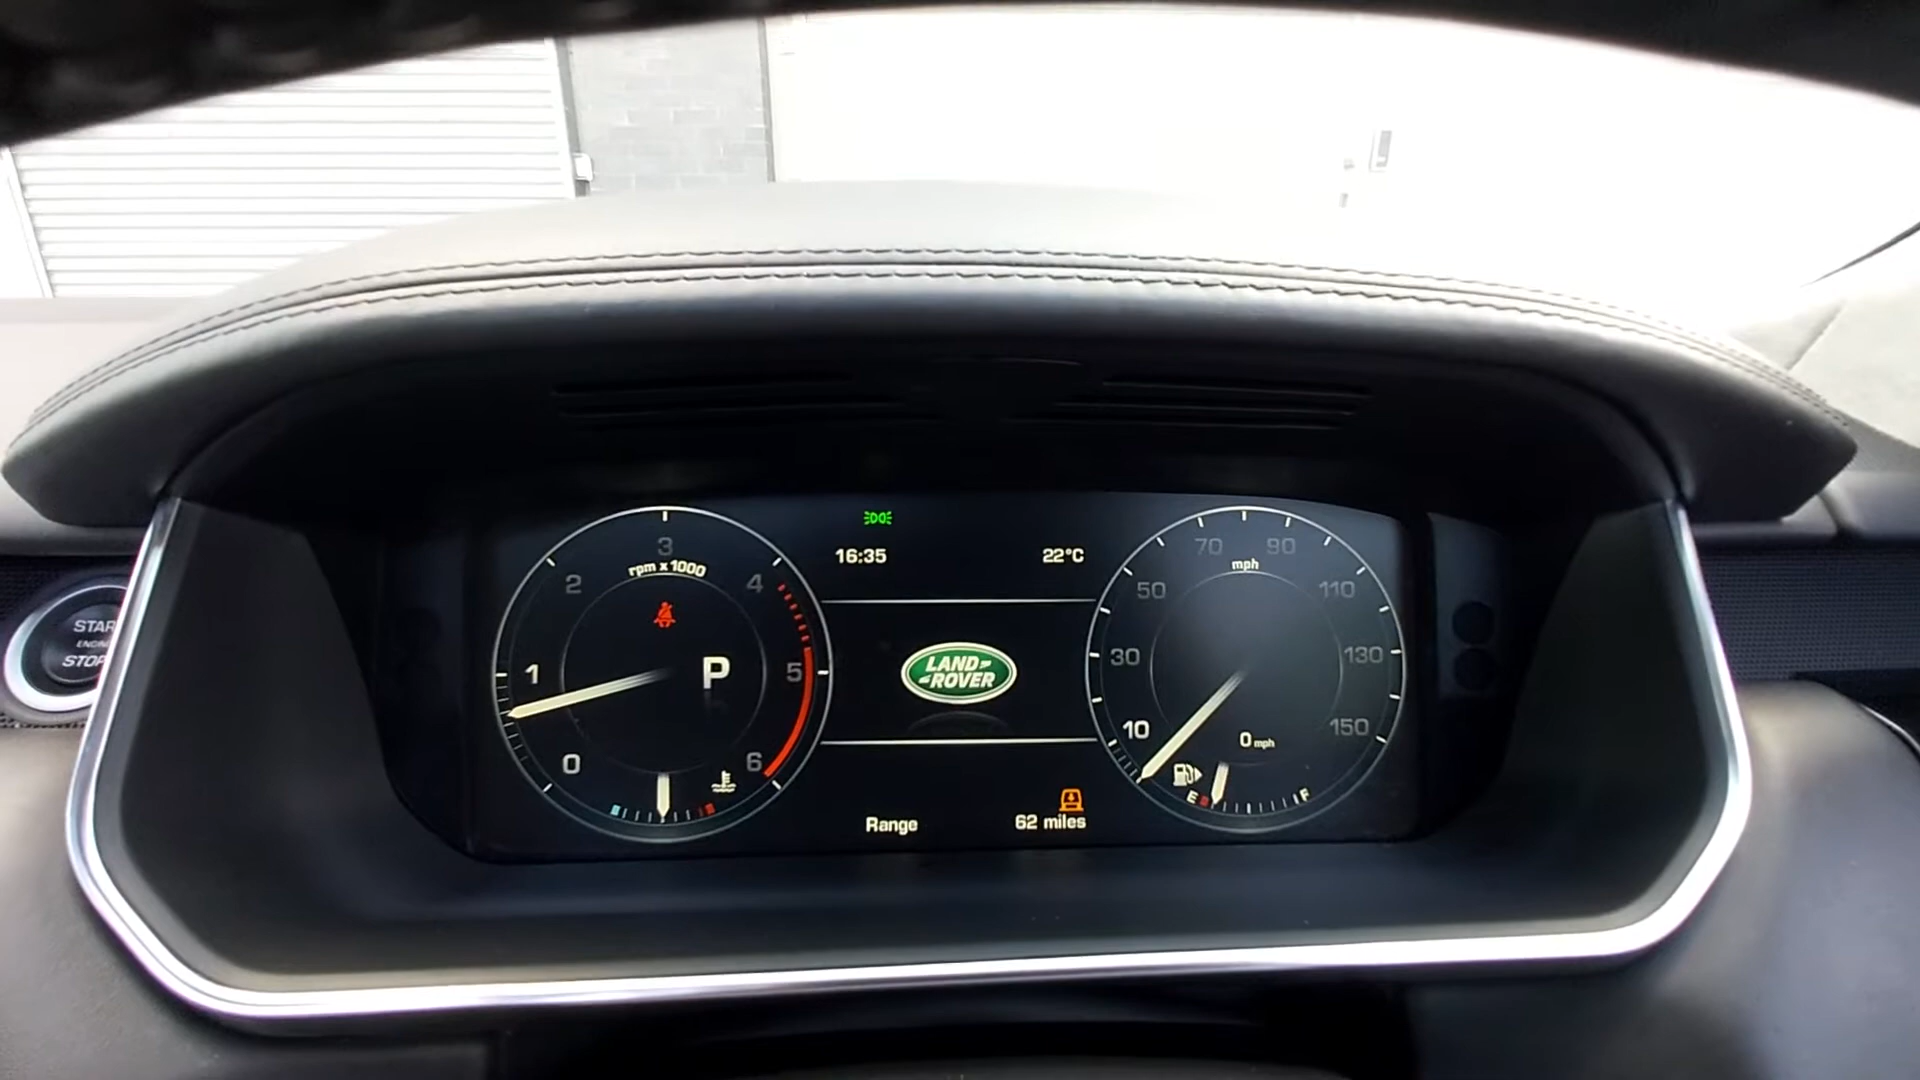 START
ENGINE
STOP
3
rpm x 1000
2
4
1
P
5
0
6
16:35
22°C
LAND
ROVER
Range
62 miles
70
90
mph
50
110
30
130
10
150
0 mph
E
F